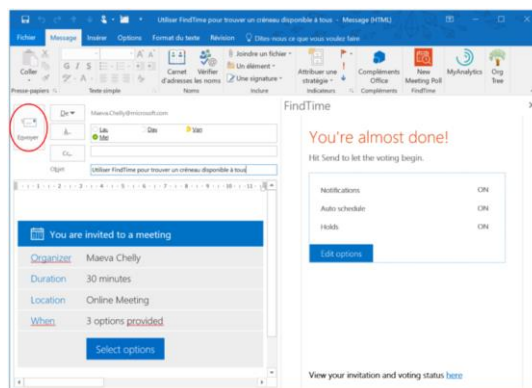 Utiliser FindTime pour trouver un créneau disponible à tous - Message (HTML)
Fichier Message Insérer Options Format du texte Révision Dites-nous ce que vous voulez faire
Coller
G I S
Carnet d'adresses
Vérifier les noms
Joindre un fichier
Un élément
Une signature
Attribuer une stratégie
Compléments Office
New Meeting Poll
MyAnalytics
Org Tree
Presse-papiers Texte simple Noms Inclure Indicateurs Compléments FindTime
Envoyer
De Maeva.Chelly@microsoft.com
À... Lau Dav Van
Mel
Cc...
Objet Utiliser FindTime pour trouver un créneau disponible à tous
You are invited to a meeting
Organizer Maeva Chelly
Duration 30 minutes
Location Online Meeting
When 3 options provided
Select options
FindTime
You're almost done!
Hit Send to let the voting begin.
Notifications ON
Auto schedule ON
Holds ON
Edit options
View your invitation and voting status here